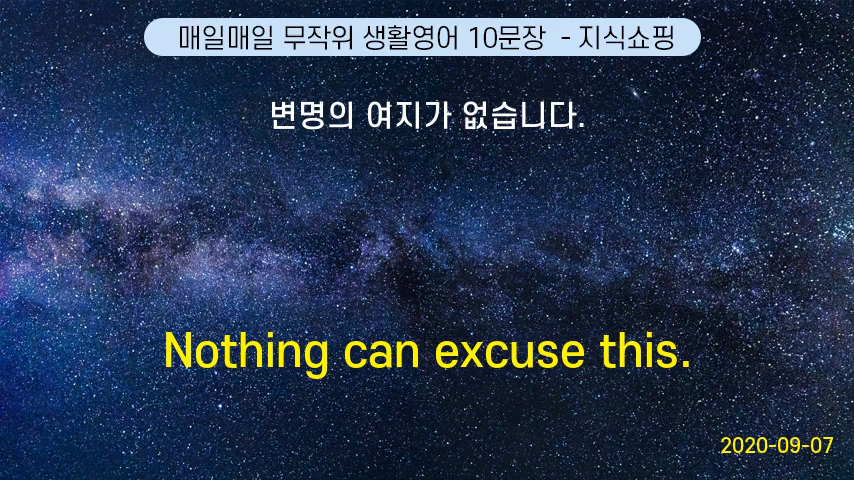 매일매일 무작위 생활영어 10문장 - 지식쇼핑
변명의 여지가 없습니다.
Nothing can excuse this.
2020-09-07